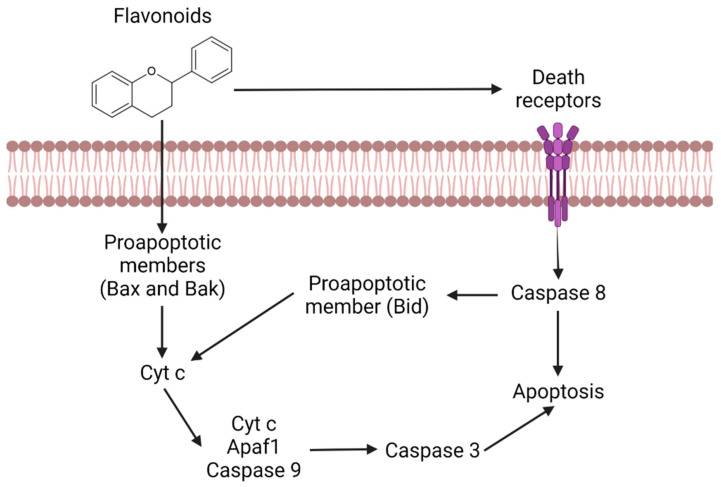 Flavonoids
O
Death
receptors
Proapoptotic
members
(Bax and Bak)
Proapoptotic
member (Bid)
Caspase 8
Cyt c
Apoptosis
Cyt c
Apaf1
Caspase 9
Caspase 3